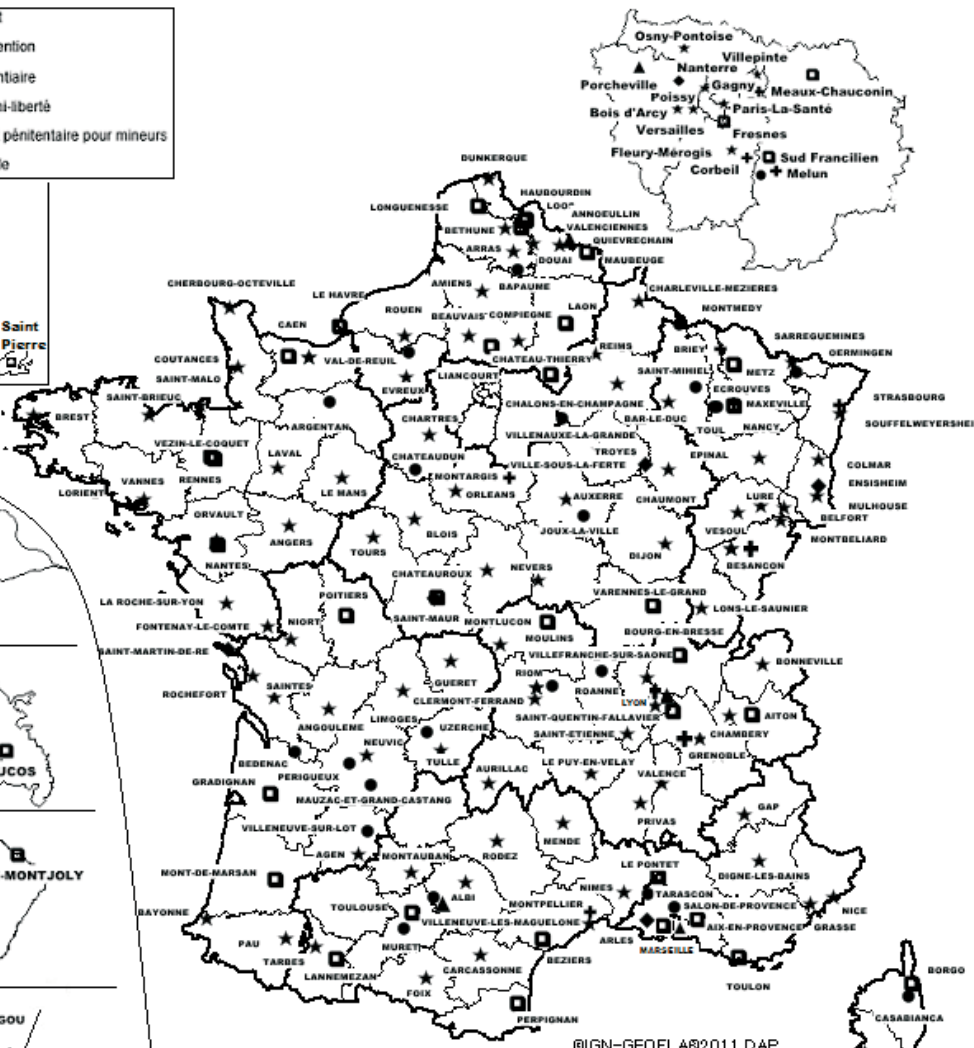 t
ention
tiaire
ni-liberté
pénitentaire pour mineurs
le
Osny-Pontoise
Villepinte
Nanterre
Porcheville
Gagny
Meaux-Chauconin
Poissy
Paris-La-Santé
Bois d'Arcy
Versailles
Fresnes
Fleury-Mérogis
Sud Francilien
Corbeil
Melun
DUNKERQUE
HAUBOURDIN
LONGUENESSE
ANNOEULLIN
BETHUNE
VALENCIENNES
QUIEVRECHAIN
ARRAS
DOUAI
MAUBEUGE
CHERBOURG-OCTEVILLE
AMIENS
BAPAUME
CHARLEVILLE-MEZIERES
LE HAVRE
ROUEN
LAON
MONTMEDY
CAEN
BEAUVAIS
COMPIEGNE
SARREGUEMINES
Saint
Pierre
COUTANCES
VAL-DE-REUIL
CHATEAU-THIERRY
REIMS
BRIEY
OERMINGEN
SAINT-MALO
LIANCOURT
SAINT-MIHIEL
METZ
EVREUX
ECROUVES
SAINT-BRIEUC
CHALONS-EN-CHAMPAGNE
MAXEVILLE
STRASBOURG
BREST
ARGENTAN
CHARTRES
BAR-LE-DUC
SOUFFELWEYERSHEI
VILLENAUXE-LA-GRANDE
TOUL
NANCY
VEZIN-LE-COQUET
LAVAL
CHATEAUDUN
TROYES
EPINAL
VILLE-SOUS-LA-FERTE
COLMAR
VANNES
RENNES
MONTARGIS
ENSISHEIM
LORIENT
LE MANS
ORLEANS
AUXERRE
CHAUMONT
LURE
MULHOUSE
ORVAULT
BELFORT
ANGERS
BLOIS
JOUX-LA-VILLE
VESOUL
MONTBELIARD
TOURS
DIJON
NANTES
BESANCON
CHATEAUROUX
NEVERS
POITIERS
VARENNES-LE-GRAND
LA ROCHE-SUR-YON
LONS-LE-SAUNIER
NIORT
SAINT-MAUR
MONTLUCON
FONTENAY-LE-COMTE
MOULINS
BOURG-EN-BRESSE
SAINT-MARTIN-DE-RE
VILLEFRANCHE-SUR-SAONE
BONNEVILLE
RIOM
GUERET
ROANNE
ROCHEFORT
SAINTES
CLERMONT-FERRAND
LYON
ANGOULEME
LIMOGES
SAINT-QUENTIN-FALLAVIER
AITON
UZERCHE
SAINT-ETIENNE
CHAMBERY
NEUVIC
GRENOBLE
BEDENAC
TULLE
LE PUY-EN-VELAY
UCOS
PERIGUEUX
AURILLAC
VALENCE
GRADIGNAN
MAUZAC-ET-GRAND-CASTANG
GAP
PRIVAS
VILLENEUVE-SUR-LOT
MENDE
AGEN
MONTAUBAN
RODEZ
LE PONTET
-MONTJOLY
MONT-DE-MARSAN
DIGNE-LES-BAINS
NIMES
TARASCON
ALBI
MONTPELLIER
SALON-DE-PROVENCE
TOULOUSE
BAYONNE
NICE
VILLENEUVE-LES-MAGUELONE
AIX-EN-PROVENCE
GRASSE
PAU
MURET
ARLES
MARSEILLE
TARBES
BEZIERS
CARCASSONNE
LANNEMEZAN
BORGO
FOIX
TOULON
GOU
PERPIGNAN
CASABIANCA
©IGN-GEOFLA®2011 DAP